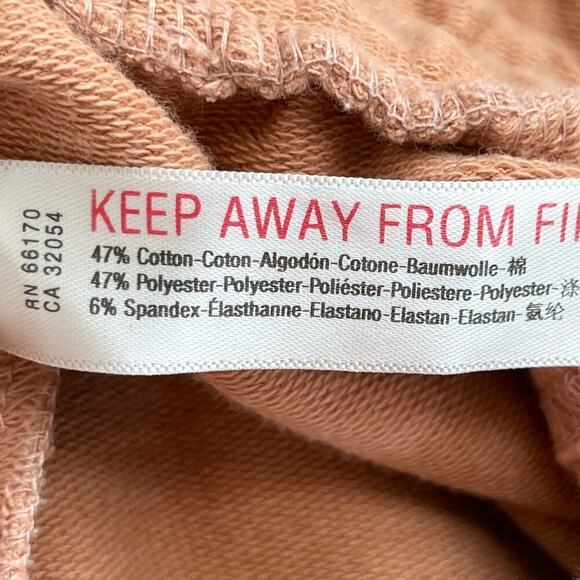 RN 66170
CA 32054
KEEP AWAY FROM
47% Cotton-Coton-Algodón-Cotone-Baumwolle-棉
47% Polyester-Polyester-Poliéster-Poliestere-Polyester-涤
6% Spandex-Élasthanne-Elastano-Elastan-Elastan-氨纶